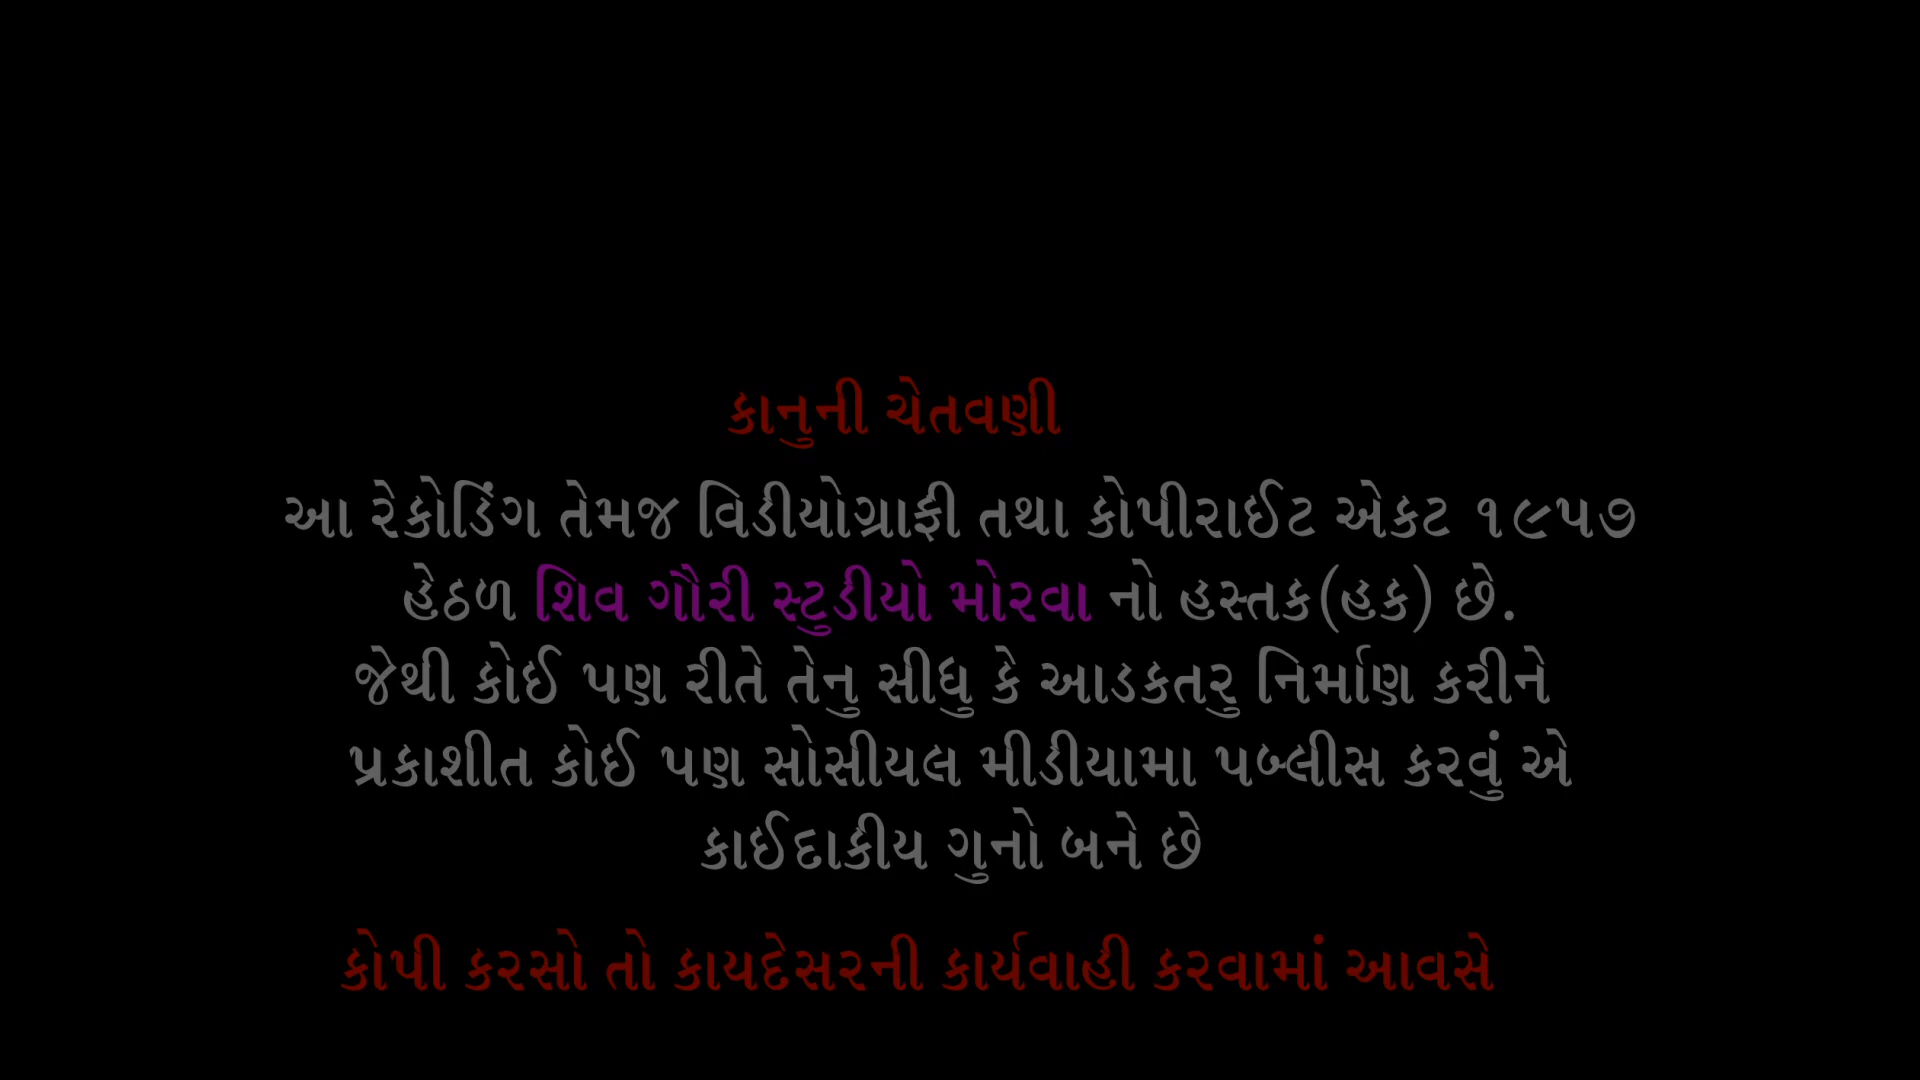 કાનુની ચેતવણી
આ રેકોડિંગ તેમજ વિડીયોગ્રાફી તથા કોપીરાઈટ એકટ ૧૯૫૭
હેઠળ શિવ ગૌરી સ્ટુડીયો મોરવા નો હસ્તક(હક) છે.
જેથી કોઈ પણ રીતે તેનુ સીધુ કે આડકતરુ નિર્માણ કરીને
પ્રકાશીત કોઈ પણ સોસીયલ મીડીયામા પબ્લીસ કરવું એ
કાઈદાકીય ગુનો બને છે
કોપી કરસો તો કાયદેસરની કાર્યવાહી કરવામાં આવસે